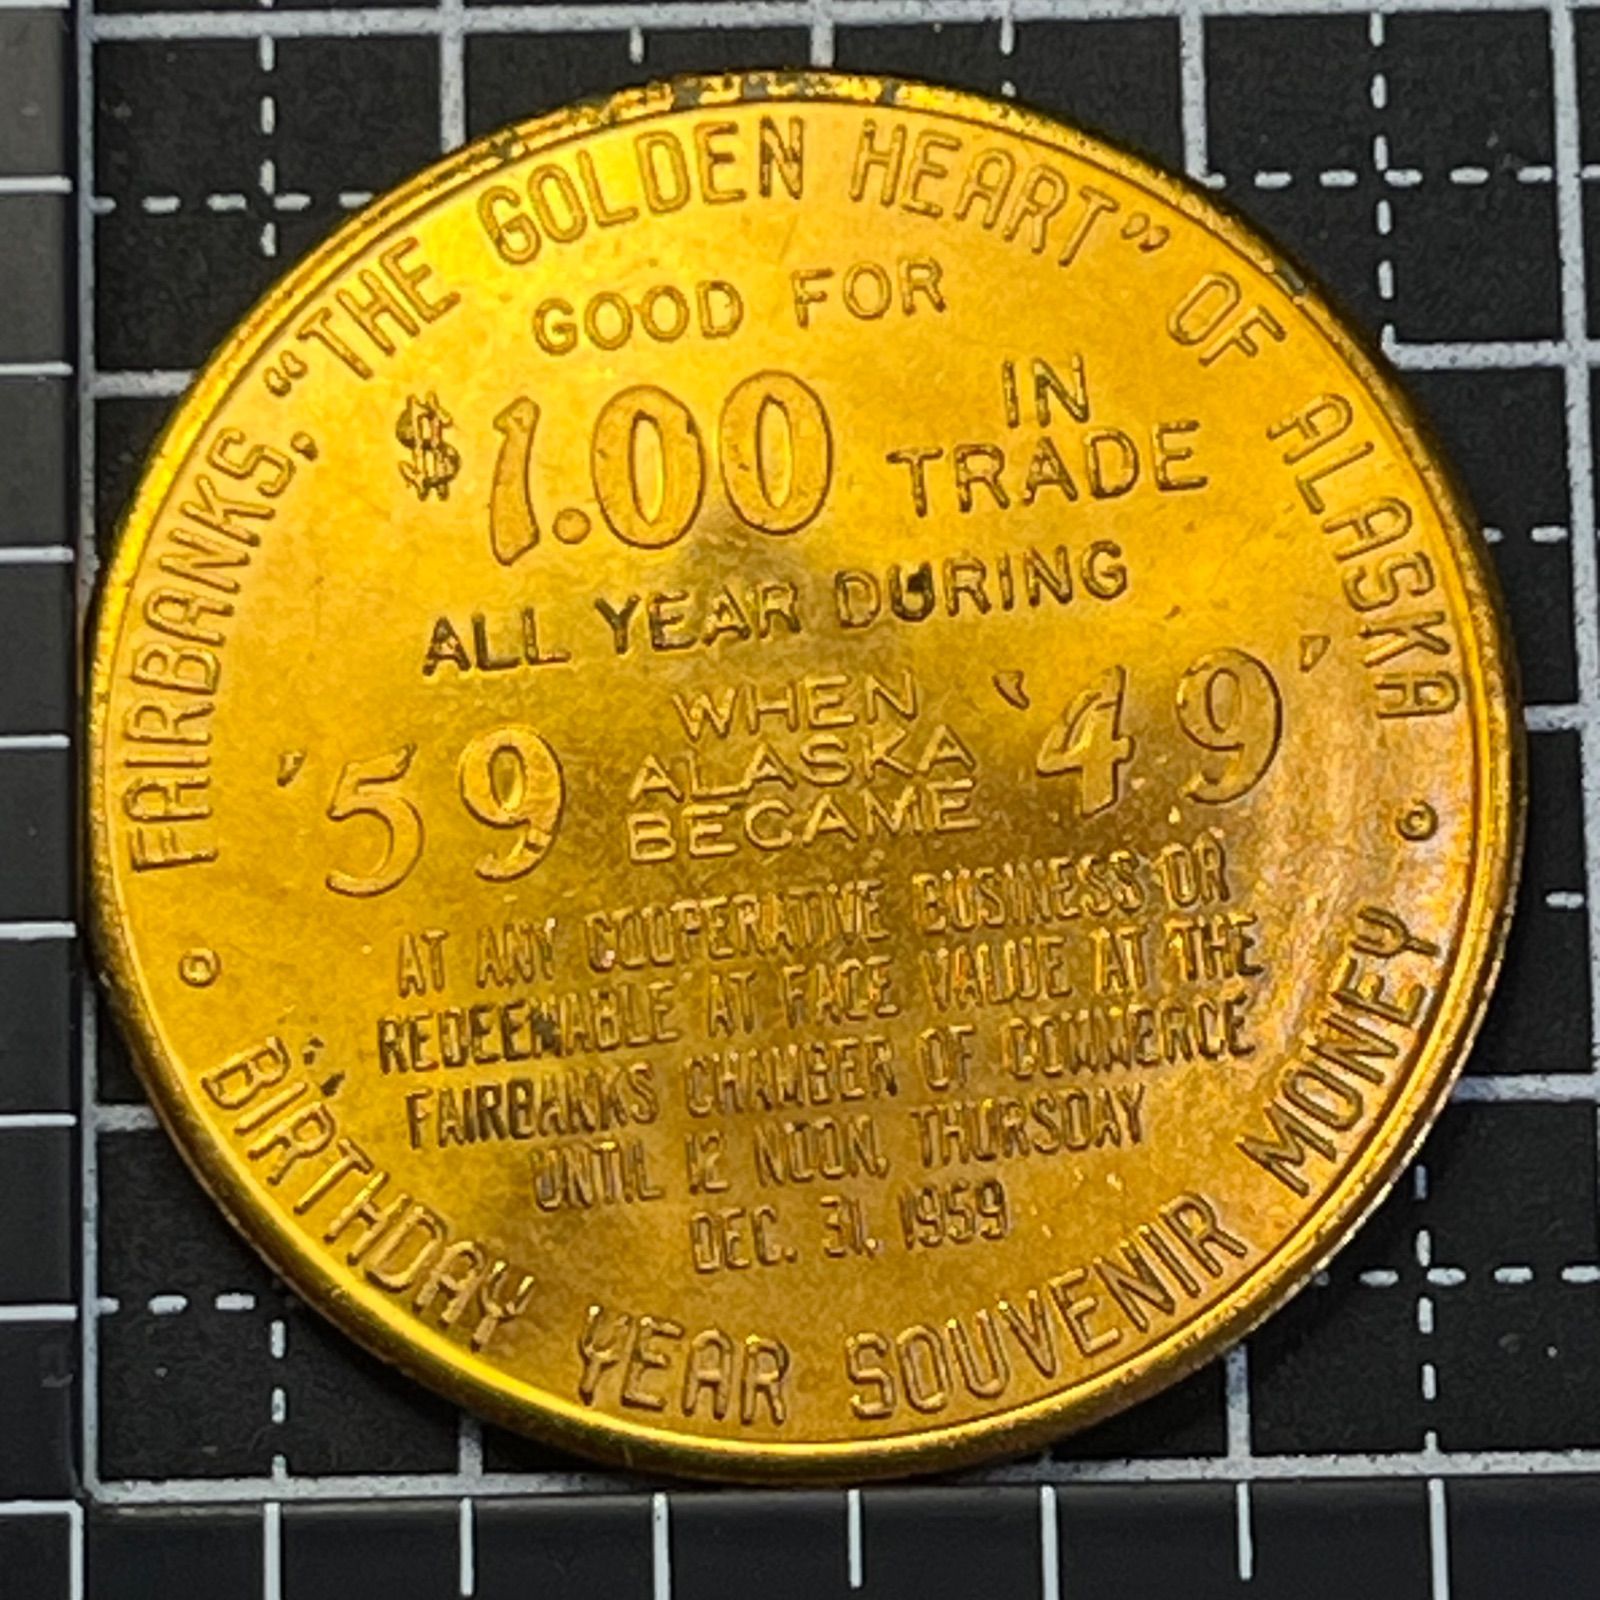 FAIRBANKS, "THE GOLDEN HEART" OF ALASKA
GOOD FOR
$1.00 IN TRADE
ALL YEAR DURING
'59 WHEN ALASKA BECAME '49'
AT ANY COOPERATIVE BUSINESS OR
REDEEMABLE AT FACE VALUE AT THE
FAIRBANKS CHAMBER OF COMMERCE
UNTIL 12 NOON, THURSDAY
DEC. 31, 1959
BIRTHDAY YEAR SOUVENIR MONEY